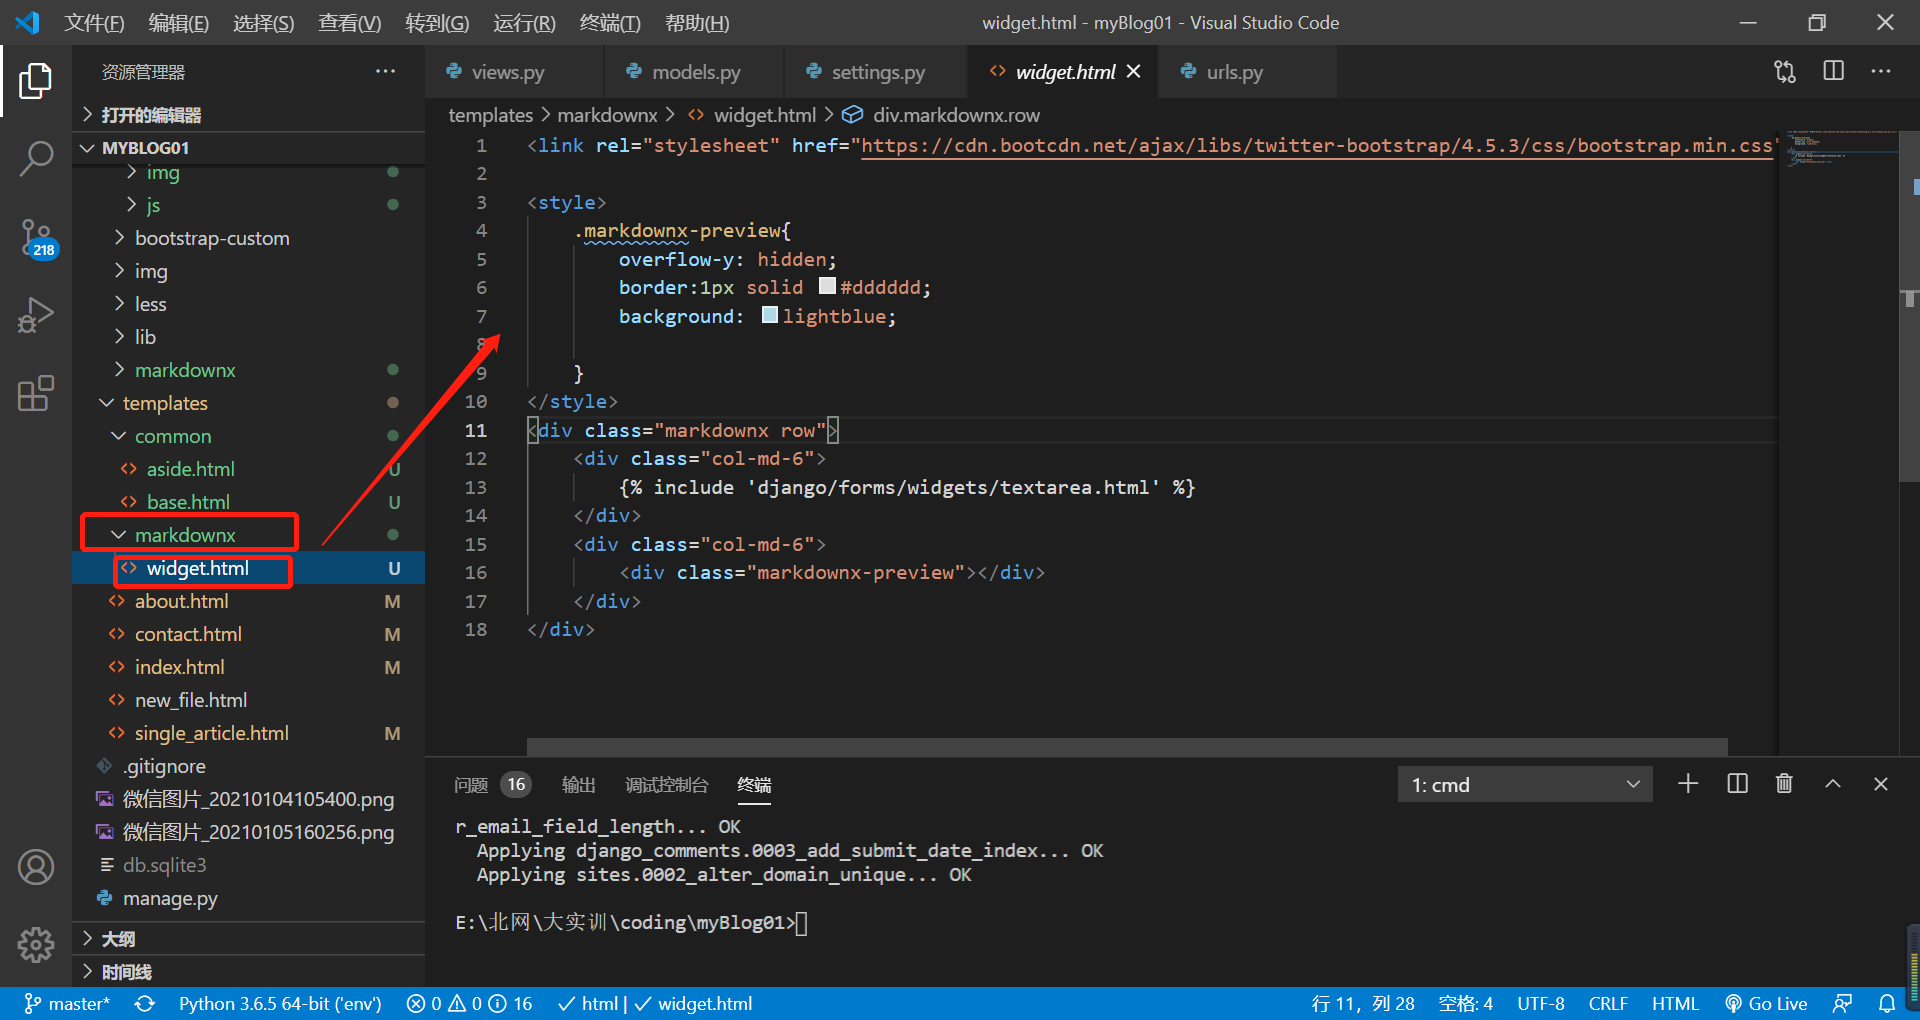 文件(F) 编辑(E) 选择(S) 查看(V) 转到(G) 运行(R) 终端(T) 帮助(H) widget.html - myBlog01 - Visual Studio Code
资源管理器
打开的编辑器
MYBLOG01
img
js
bootstrap-custom
img
less
lib
markdownx
templates
common
aside.html U
base.html U
markdownx
widget.html U
about.html M
contact.html M
index.html M
new_file.html
single_article.html M
.gitignore
微信图片_20210104105400.png
微信图片_20210105160256.png
db.sqlite3
manage.py
大纲
时间线
218
views.py models.py settings.py widget.html urls.py
templates > markdownx > widget.html > div.markdownx.row
1 <link rel="stylesheet" href="https://cdn.bootcdn.net/ajax/libs/twitter-bootstrap/4.5.3/css/bootstrap.min.css"
2
3 <style>
4 .markdownx-preview{
5 overflow-y: hidden;
6 border:1px solid #dddddd;
7 background: lightblue;
8
9 }
10 </style>
11 <div class="markdownx row">
12 <div class="col-md-6">
13 {% include 'django/forms/widgets/textarea.html' %}
14 </div>
15 <div class="col-md-6">
16 <div class="markdownx-preview"></div>
17 </div>
18 </div>
问题 16 输出 调试控制台 终端 1: cmd
r_email_field_length... OK
Applying django_comments.0003_add_submit_date_index... OK
Applying sites.0002_alter_domain_unique... OK
E:\北网\大实训\coding\myBlog01>
master* Python 3.6.5 64-bit ('env') 0 0 16 html | widget.html 行 11，列 28 空格: 4 UTF-8 CRLF HTML Go Live